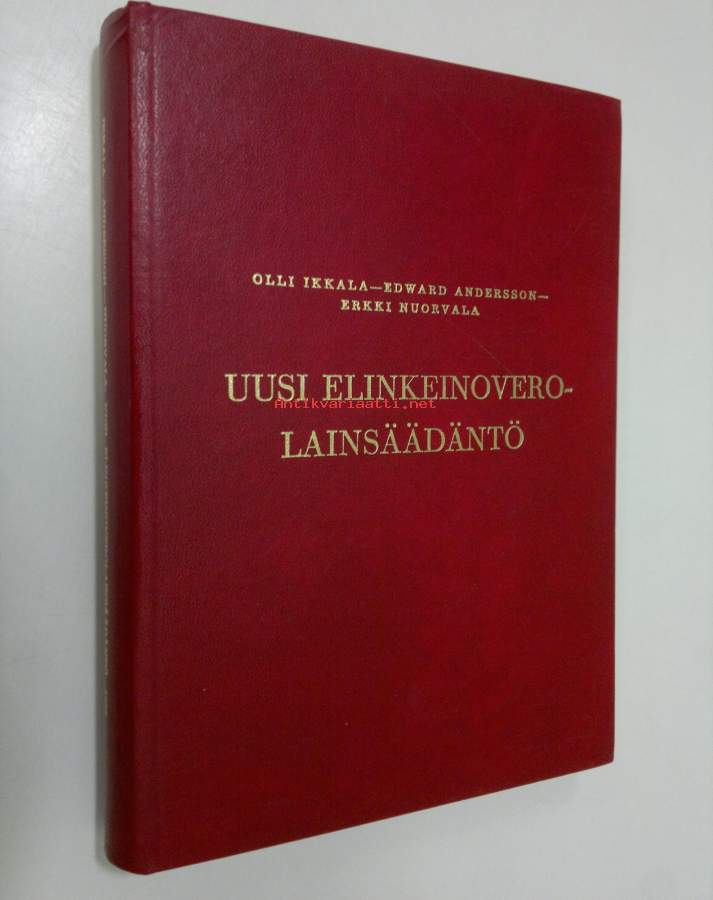 OLLI IKKALA—EDWARD ANDERSSON—
ERKKI NUORVALA
UUSI ELINKEINOVERO-
Antikvariaatti.net
LAINSÄÄDÄNTÖ